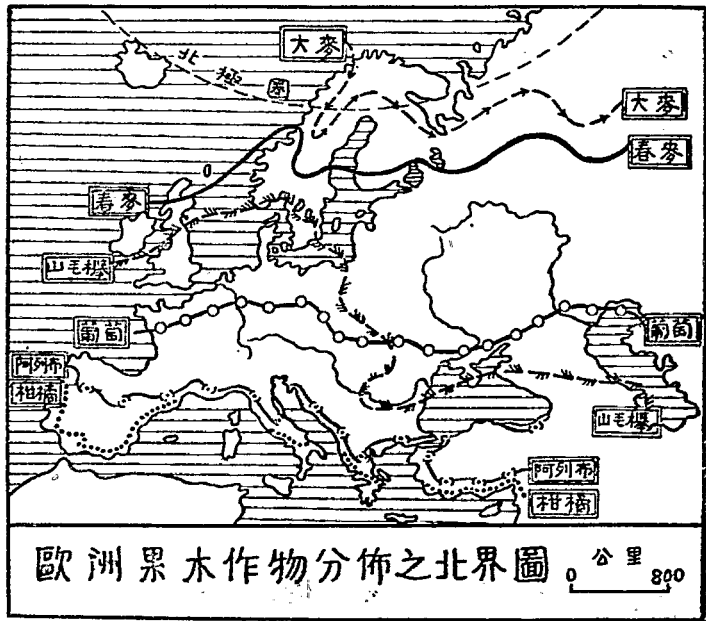 大麥
北極界
大麥
春麥
春麥
山毛櫸
葡萄
葡萄
阿列布
柑橘
山毛櫸
阿列布
柑橘
歐洲果木作物分佈之北界圖
公里
0 800